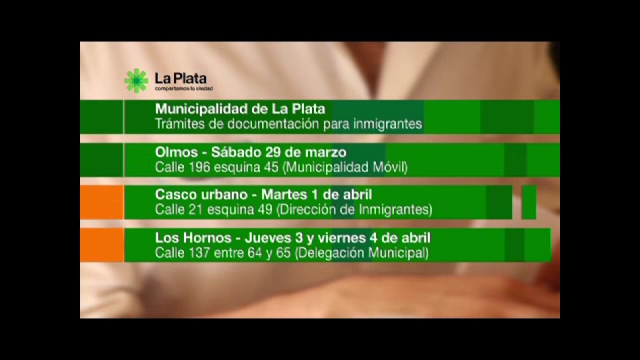 La Plata
compartamos la ciudad
Municipalidad de La Plata
Trámites de documentación para inmigrantes
Olmos - Sábado 29 de marzo
Calle 196 esquina 45 (Municipalidad Móvil)
Casco urbano - Martes 1 de abril
Calle 21 esquina 49 (Dirección de Inmigrantes)
Los Hornos - Jueves 3 y viernes 4 de abril
Calle 137 entre 64 y 65 (Delegación Municipal)